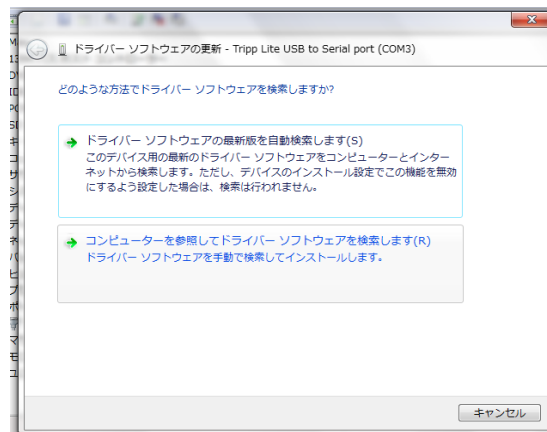 ドライバー ソフトウェアの更新 - Tripp Lite USB to Serial port (COM3)
どのような方法でドライバー ソフトウェアを検索しますか?
ドライバー ソフトウェアの最新版を自動検索します(S)
このデバイス用の最新のドライバー ソフトウェアをコンピューターとインター
ネットから検索します。ただし、デバイスのインストール設定でこの機能を無効
にするよう設定した場合は、検索は行われません。
コンピューターを参照してドライバー ソフトウェアを検索します(R)
ドライバー ソフトウェアを手動で検索してインストールします。
キャンセル